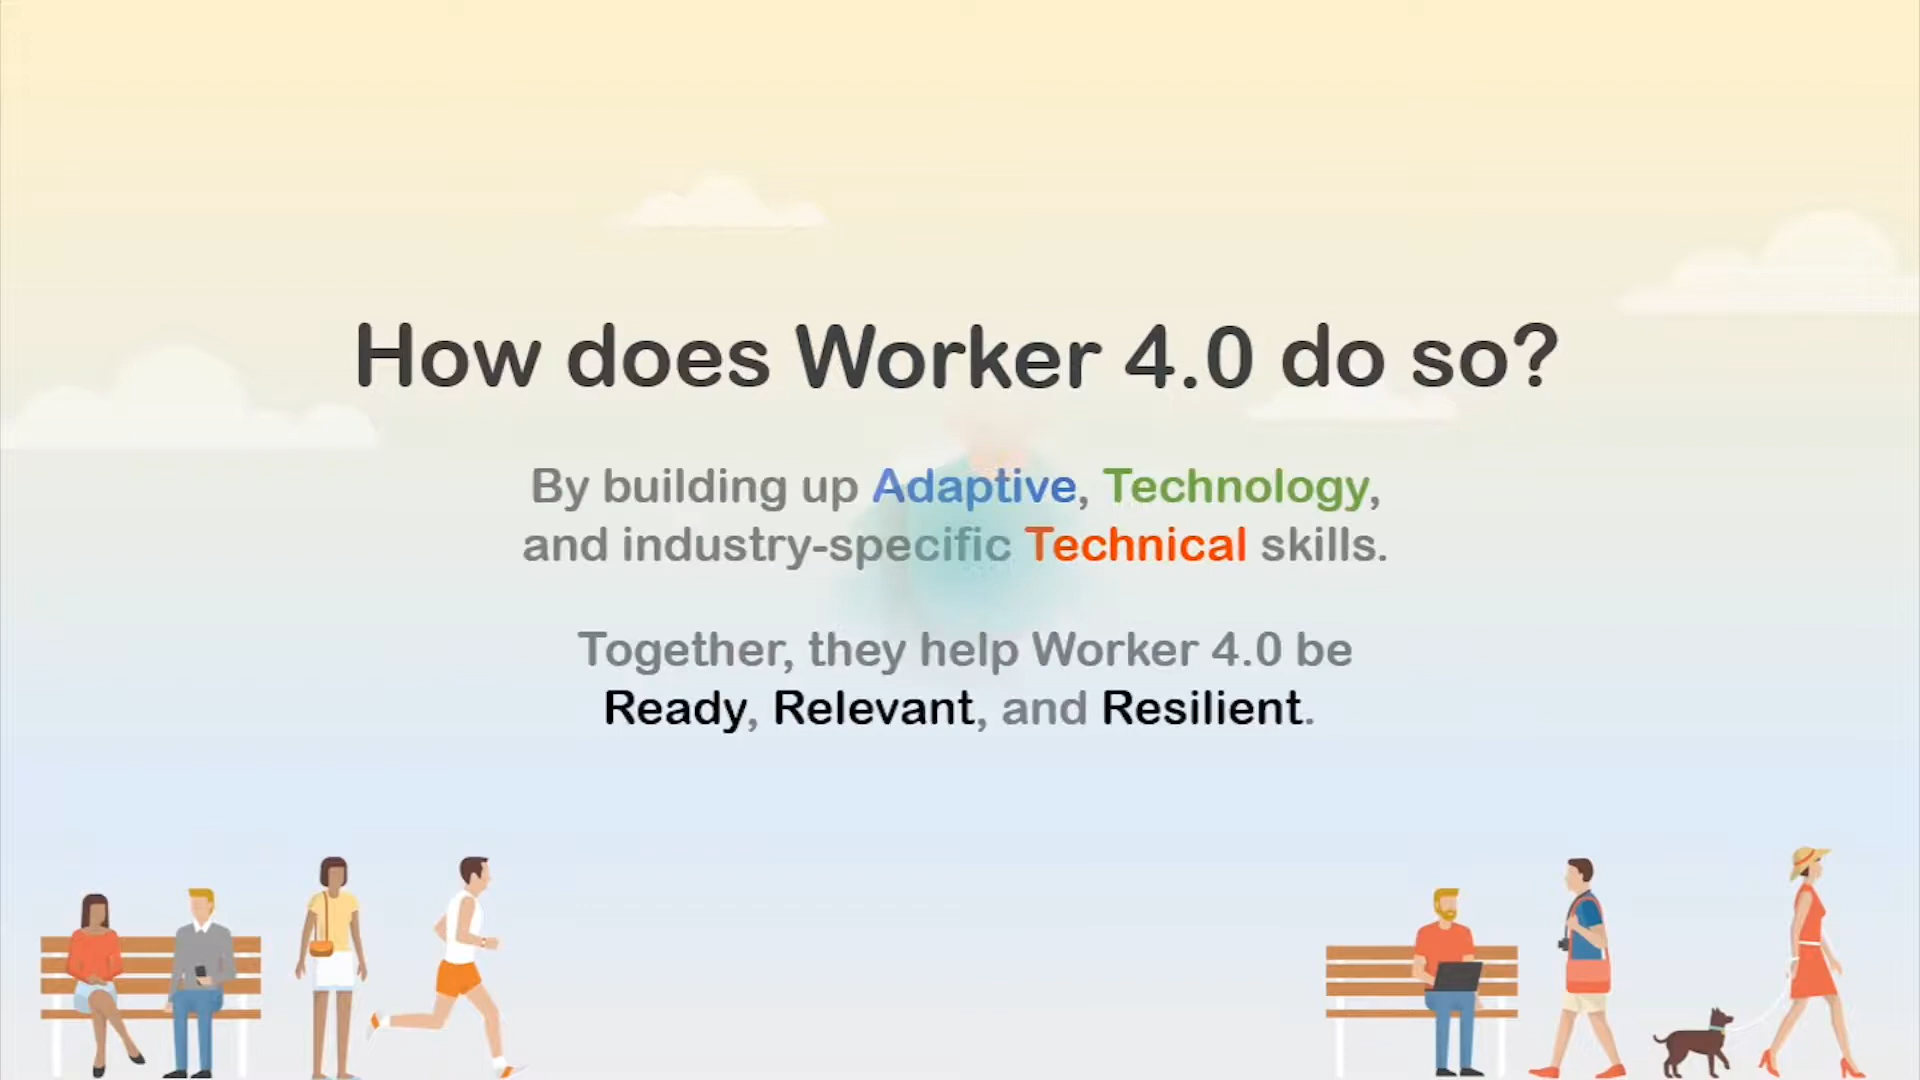 How does Worker 4.0 do so?
By building up Adaptive, Technology,
and industry-specific Technical skills.
Together, they help Worker 4.0 be
Ready, Relevant, and Resilient.